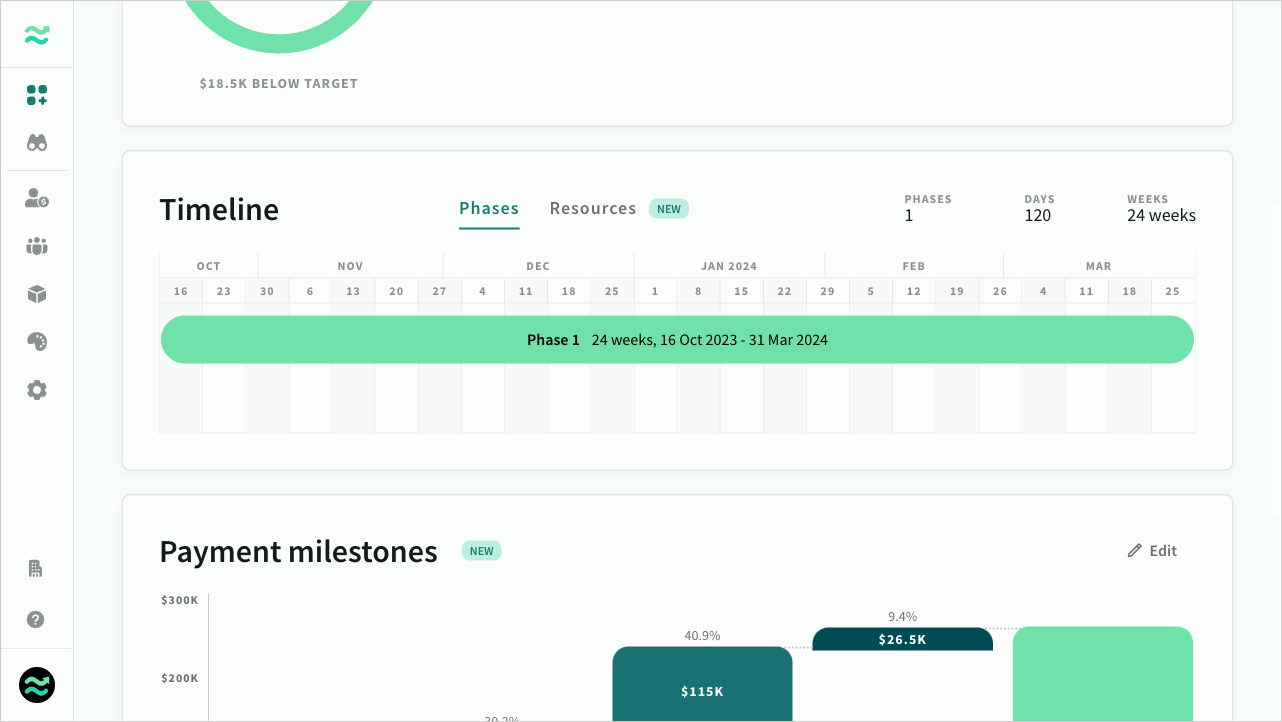 $18.5K BELOW TARGET
Timeline
Phases
Resources
NEW
PHASES
1
DAYS
120
WEEKS
24 weeks
OCT NOV DEC JAN 2024 FEB MAR
16 23 30 6 13 20 27 4 11 18 25 1 8 15 22 29 5 12 19 26 4 11 18 25
Phase 1 24 weeks, 16 Oct 2023 - 31 Mar 2024
Payment milestones
NEW
Edit
$300K
9.4%
40.9%
$26.5K
$200K
$115K
30.2%